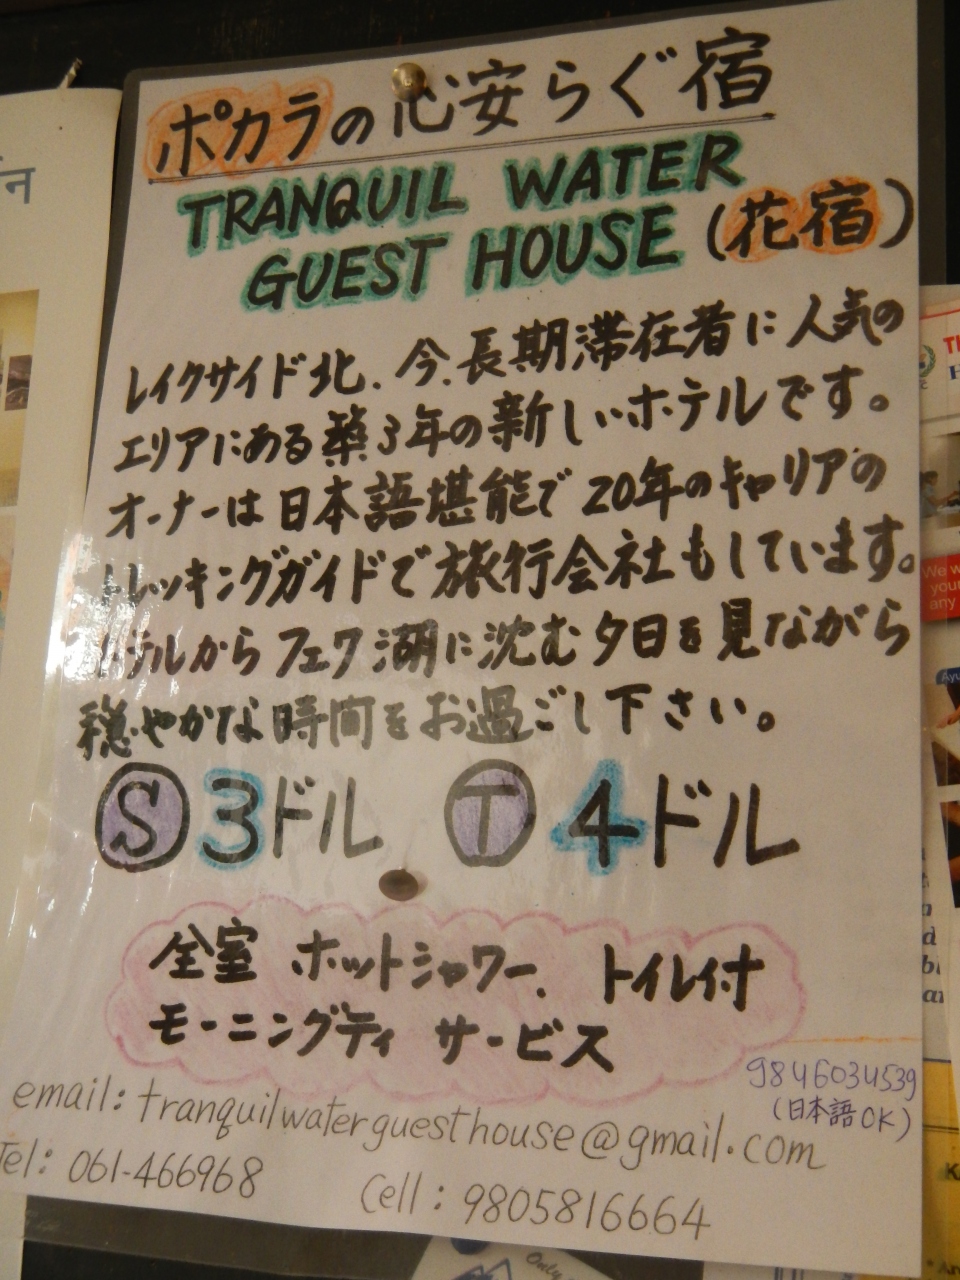 ポカラの心安らぐ宿
TRANQUIL WATER
GUEST HOUSE (花宿)
レイクサイド北、今、長期滞在者に人気の
エリアにある築3年の新しいホテルです。
オーナーは日本語堪能で20年のキャリアの
トレッキングガイドで旅行会社もしています。
ホテルからフェワ湖に沈む夕日を見ながら
穏やかな時間をお過ごし下さい。
Ⓢ 3ドル Ⓣ 4ドル
全室 ホットシャワー、トイレ付
モーニングティ サービス
9846034539
(日本語OK)
email: tranquilwaterguesthouse@gmail.com
Tel: 061-466968 Cell: 9805816664
We w
your
any
Only